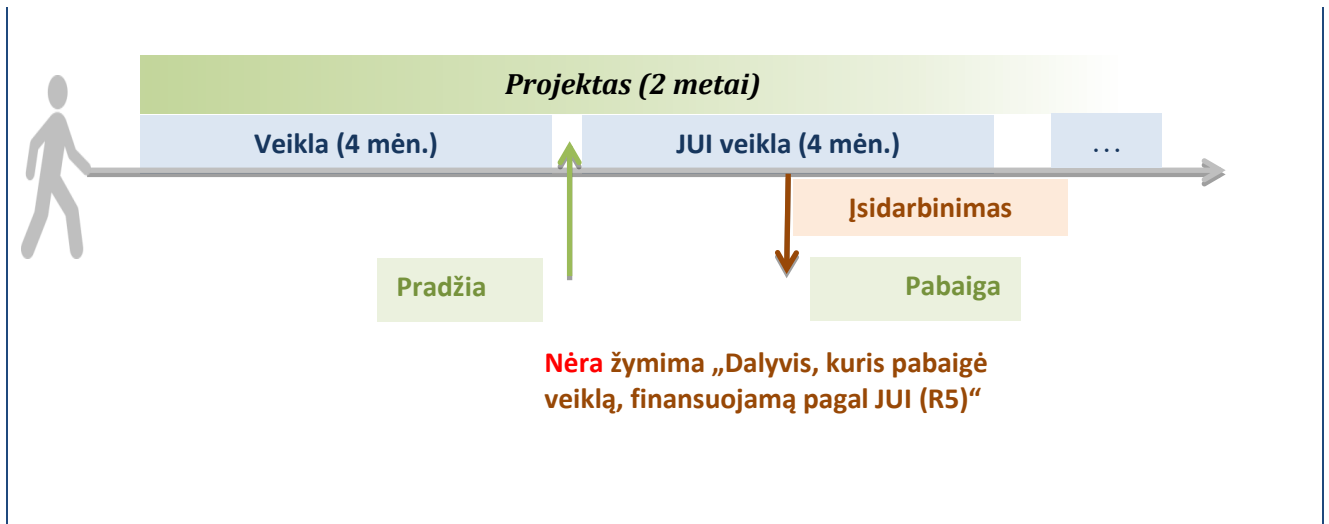 Projektas (2 metai)
Veikla (4 mėn.)
JUI veikla (4 mėn.)
...
Įsidarbinimas
Pradžia
Pabaiga
Nėra žymima „Dalyvis, kuris pabaigė
veiklą, finansuojamą pagal JUI (R5)“